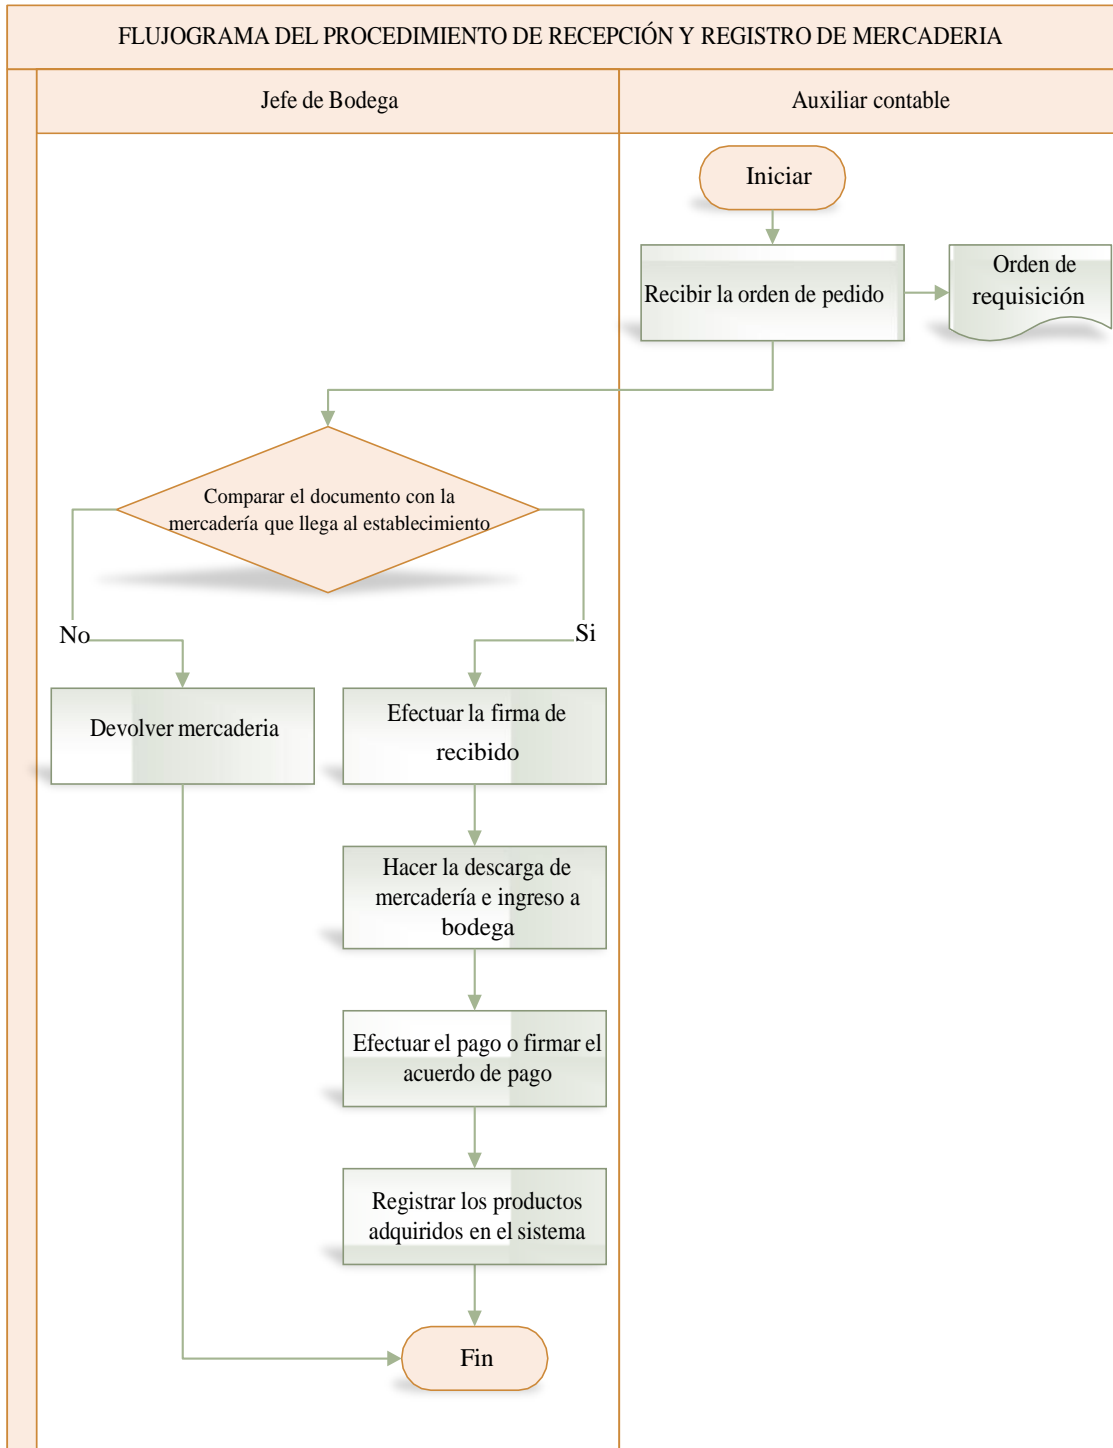 FLUJOGRAMA DEL PROCEDIMIENTO DE RECEPCIÓN Y REGISTRO DE MERCADERIA
Jefe de Bodega
Auxiliar contable
Iniciar
Recibir la orden de pedido
Orden de
requisición
Comparar el documento con la
mercadería que llega al establecimiento
No
Si
Devolver mercaderia
Efectuar la firma de
recibido
Hacer la descarga de
mercadería e ingreso a
bodega
Efectuar el pago o firmar el
acuerdo de pago
Registrar los productos
adquiridos en el sistema
Fin